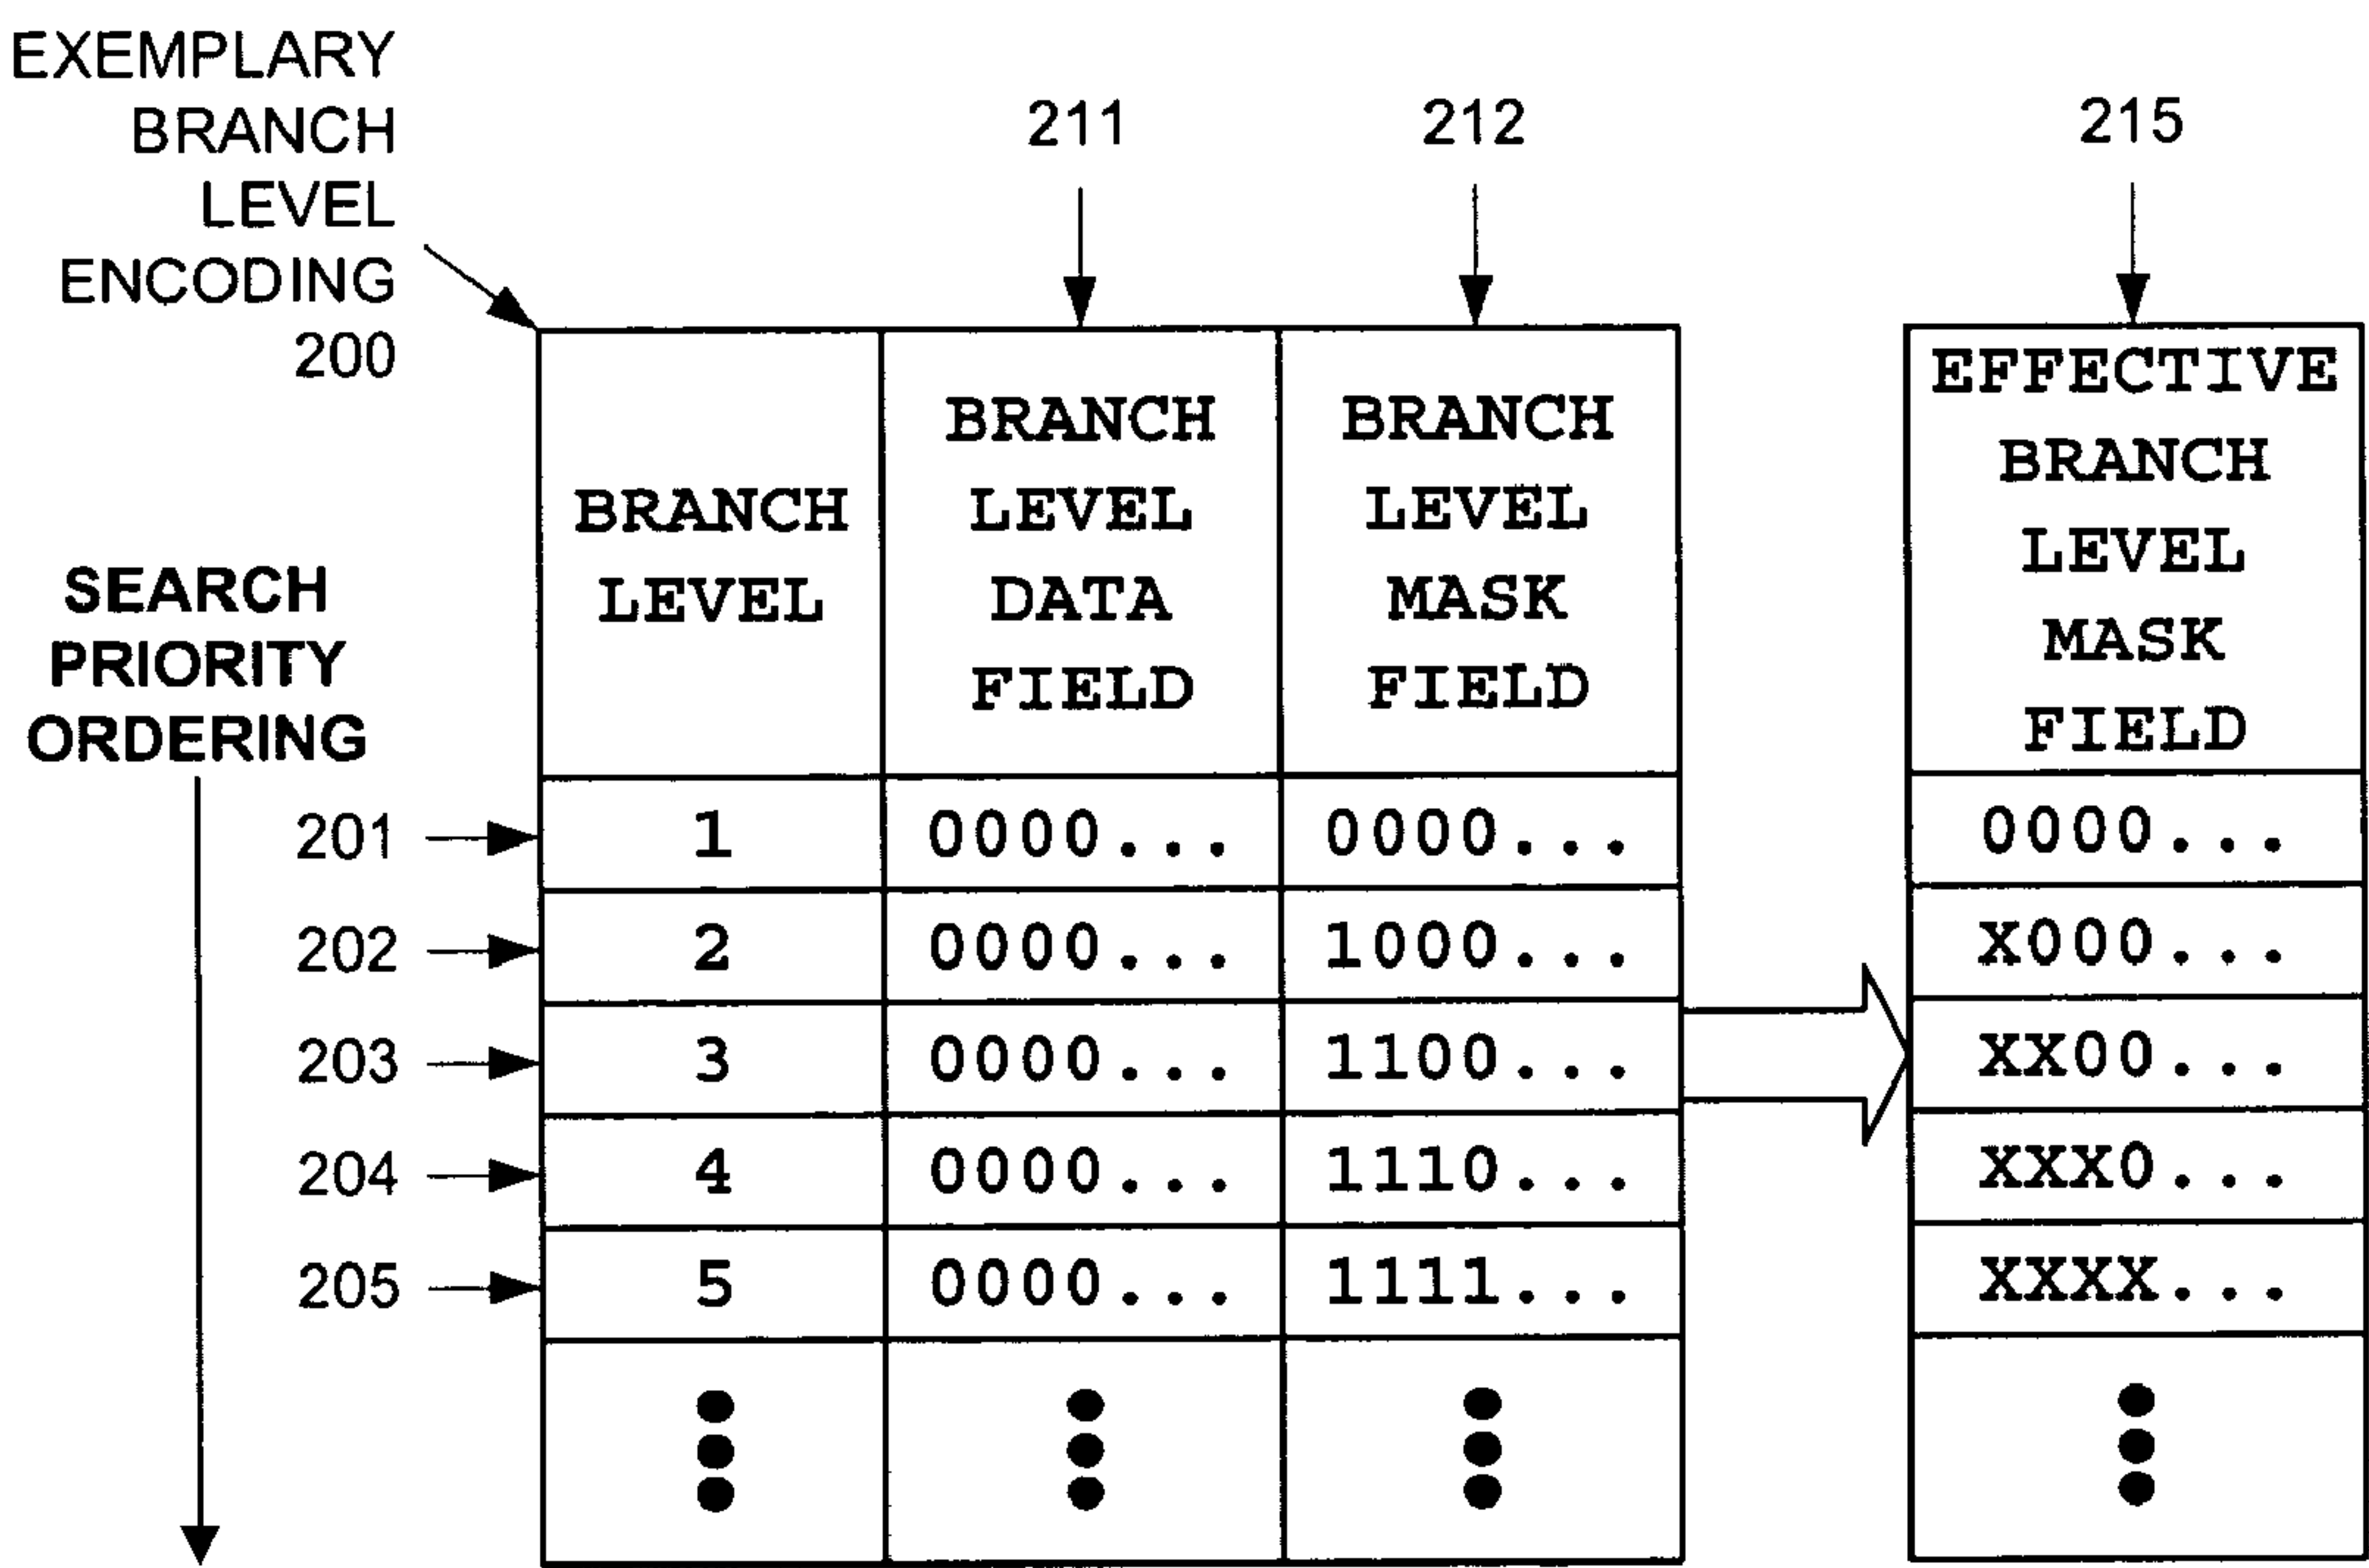 EXEMPLARY
BRANCH
LEVEL
ENCODING
200
211
212
215
BRANCH
LEVEL
BRANCH
LEVEL
DATA
FIELD
BRANCH
LEVEL
MASK
FIELD
EFFECTIVE
BRANCH
LEVEL
MASK
FIELD
SEARCH
PRIORITY
ORDERING
201 1 0000... 0000... 0000...
202 2 0000... 1000... X000...
203 3 0000... 1100... XX00...
204 4 0000... 1110... XXX0...
205 5 0000... 1111... XXXX...